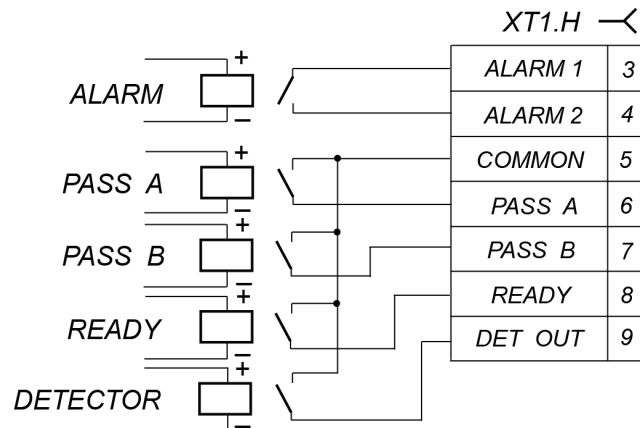 XT1.H
ALARM + − ALARM 1 3
ALARM 2 4
PASS A + − COMMON 5
PASS A 6
PASS B + − PASS B 7
READY + − READY 8
DETECTOR + − DET OUT 9